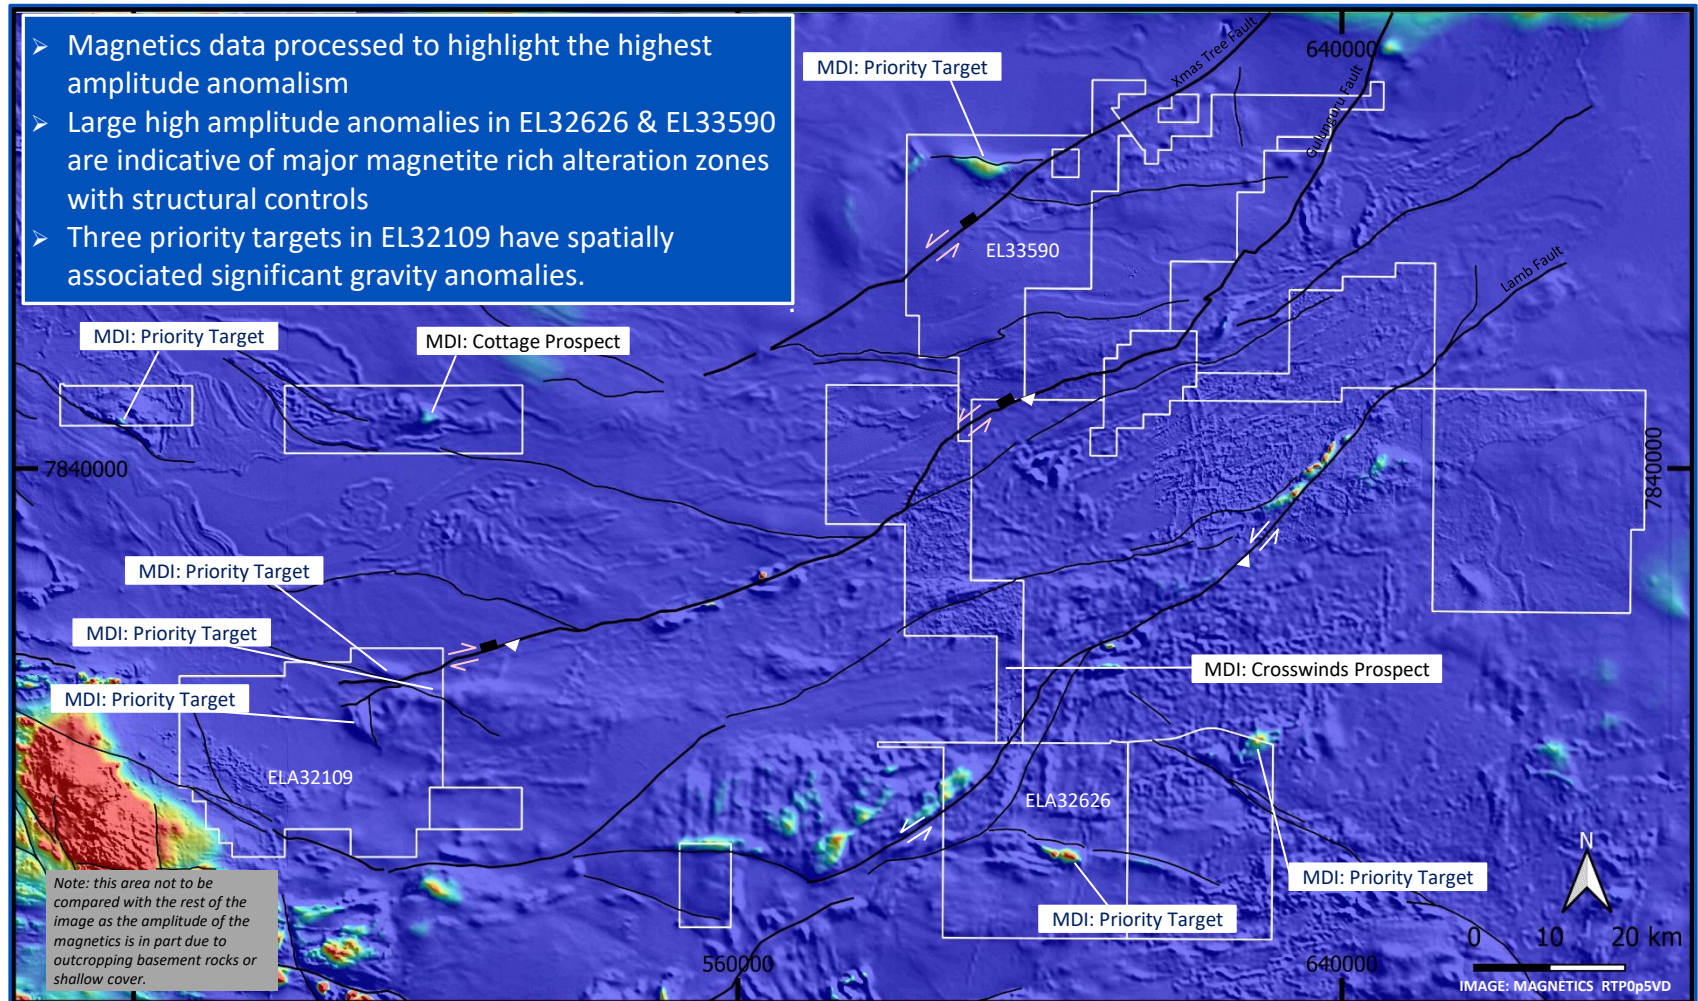 ➢ Magnetics data processed to highlight the highest
amplitude anomalism
➢ Large high amplitude anomalies in EL32626 & EL33590
are indicative of major magnetite rich alteration zones
with structural controls
➢ Three priority targets in EL32109 have spatially
associated significant gravity anomalies.
MDI: Priority Target
Xmas Tree Fault
640000
Gulunguru Fault
EL33590
Lamb Fault
MDI: Priority Target
MDI: Cottage Prospect
7840000
7840000
MDI: Priority Target
MDI: Priority Target
MDI: Priority Target
MDI: Crosswinds Prospect
ELA32109
ELA32626
MDI: Priority Target
MDI: Priority Target
Note: this area not to be
compared with the rest of the
image as the amplitude of the
magnetics is in part due to
outcropping basement rocks or
shallow cover.
N
0 10 20 km
560000
640000
IMAGE: MAGNETICS RTP0p5VD